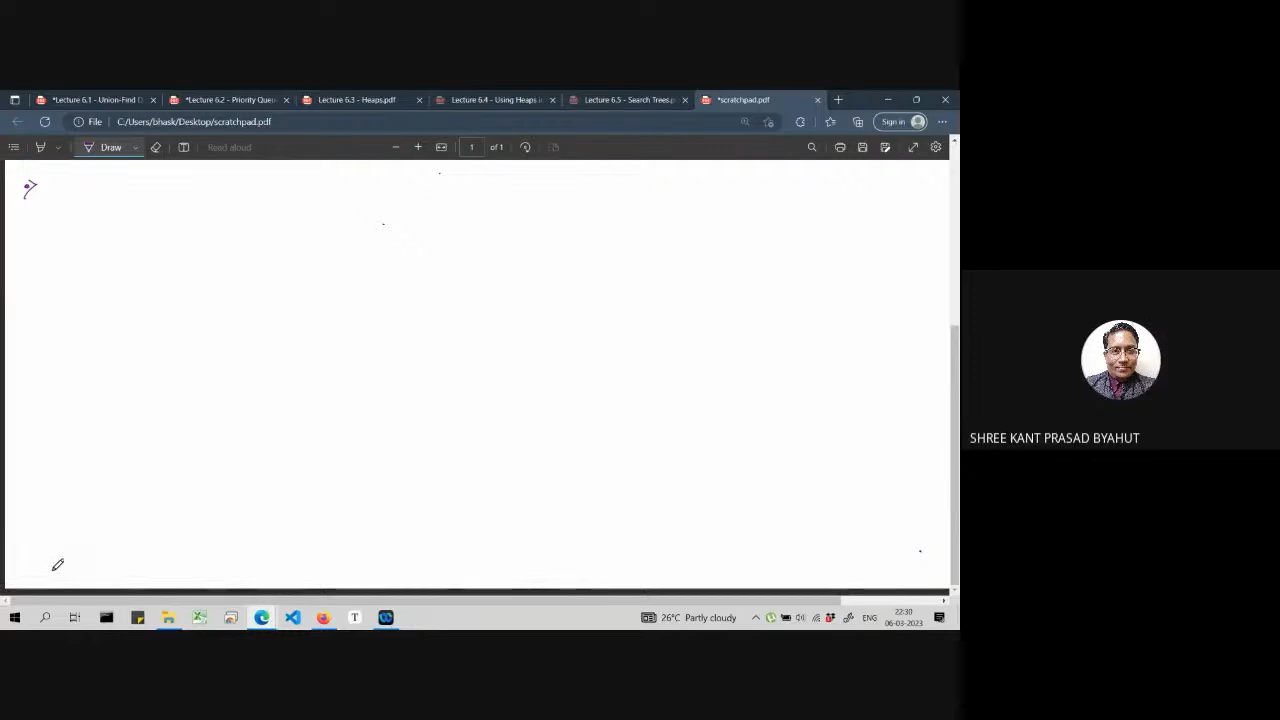 *Lecture 6.1 - Union-Find D
*Lecture 6.2 - Priority Queu
Lecture 6.3 - Heaps.pdf
Lecture 6.4 - Using Heaps i
Lecture 6.5 - Search Trees.p
*scratchpad.pdf
File C:/Users/bhask/Desktop/scratchpad.pdf
Sign in
Draw
Read aloud
1 of 1
SHREE KANT PRASAD BYAHUT
26°C Partly cloudy
ENG
22:30
06-03-2023